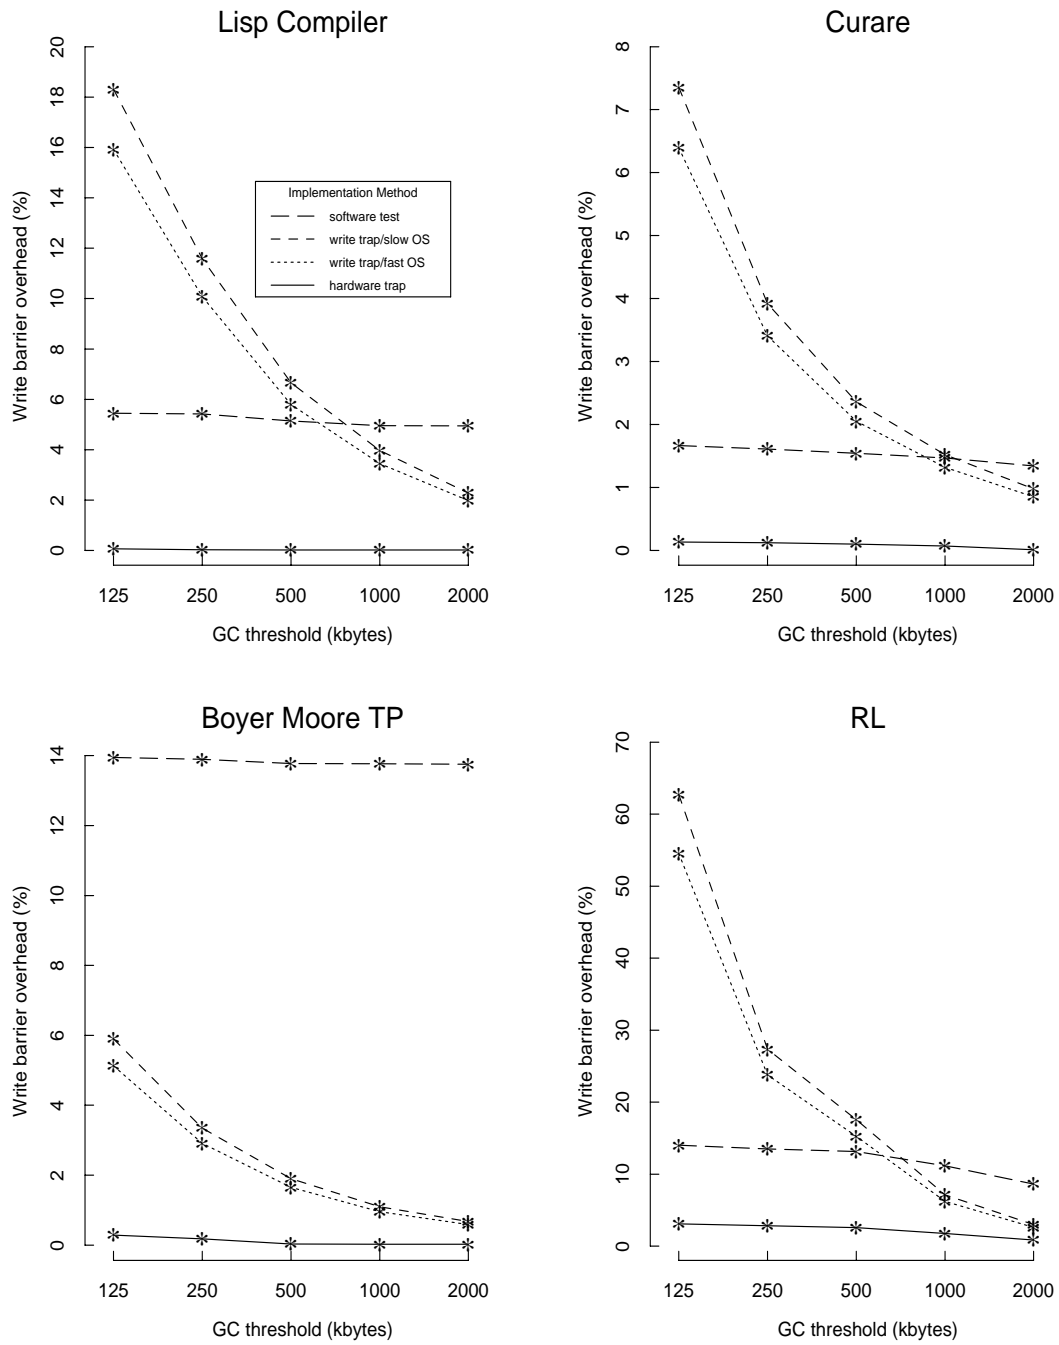 Lisp Compiler
Write barrier overhead (%)
20
18
16
14
12
10
8
6
4
2
0
Implementation Method
software test
write trap/slow OS
write trap/fast OS
hardware trap
125 250 500 1000 2000
GC threshold (kbytes)
Curare
Write barrier overhead (%)
8
7
6
5
4
3
2
1
0
125 250 500 1000 2000
GC threshold (kbytes)
Boyer Moore TP
Write barrier overhead (%)
14
12
10
8
6
4
2
0
125 250 500 1000 2000
GC threshold (kbytes)
RL
Write barrier overhead (%)
70
60
50
40
30
20
10
0
125 250 500 1000 2000
GC threshold (kbytes)